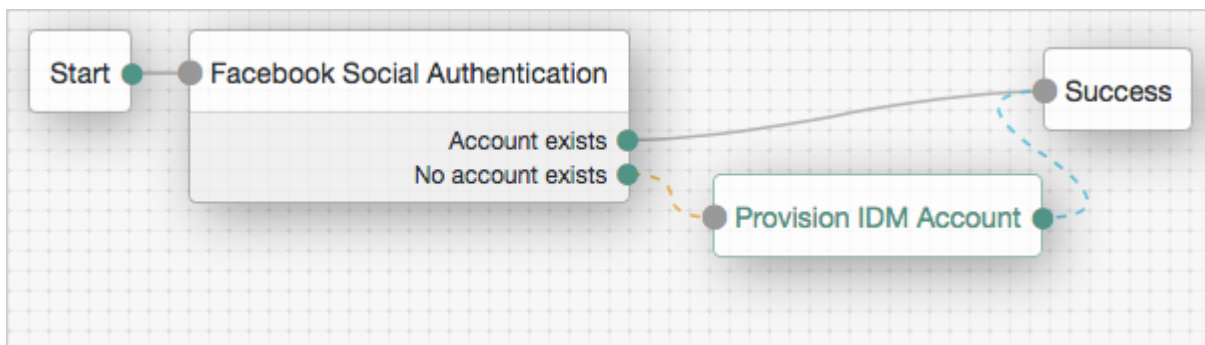 Start
Facebook Social Authentication
Account exists
No account exists
Success
Provision IDM Account